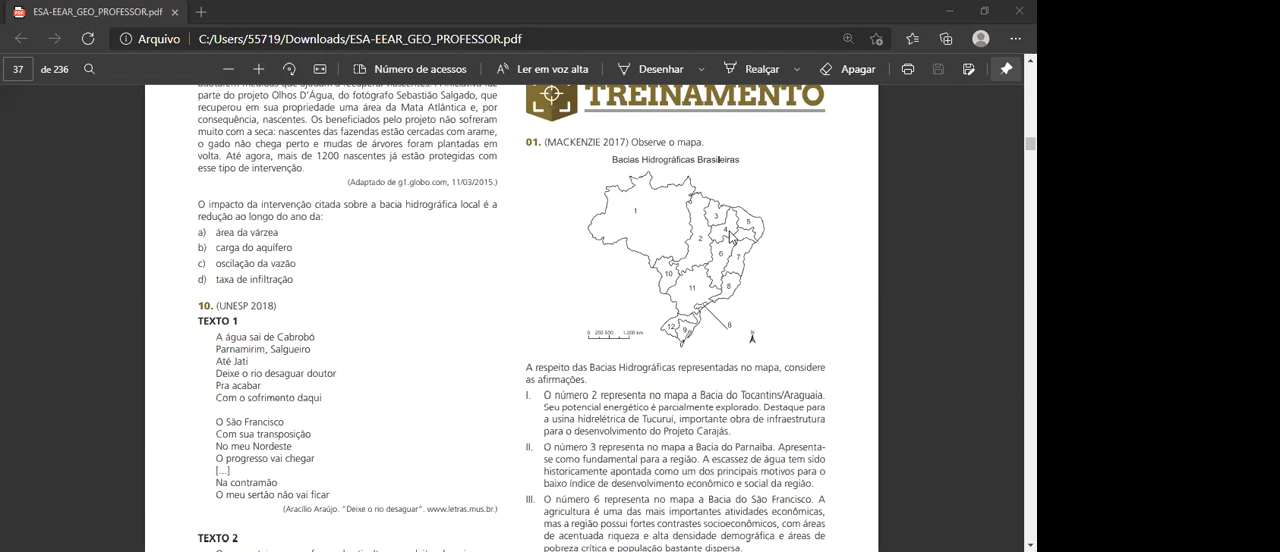 ESA-EEAR_GEO_PROFESSOR.pdf
Arquivo
C:/Users/55719/Downloads/ESA-EEAR_GEO_PROFESSOR.pdf
37 de 236
Número de acessos
Ler em voz alta
Desenhar
Realçar
Apagar
parte do projeto Olhos D'Água, do fotógrafo Sebastião Salgado, que
recuperou em sua propriedade uma área da Mata Atlântica e, por
consequência, nascentes. Os beneficiados pelo projeto não sofreram
muito com a seca: nascentes das fazendas estão cercadas com arame,
o gado não chega perto e mudas de árvores foram plantadas em
volta. Até agora, mais de 1200 nascentes já estão protegidas com
esse tipo de intervenção.
(Adaptado de g1.globo.com, 11/03/2015.)
O impacto da intervenção citada sobre a bacia hidrográfica local é a
redução ao longo do ano da:
a) área da várzea
b) carga do aquífero
c) oscilação da vazão
d) taxa de infiltração
10. (UNESP 2018)
TEXTO 1
A água sai de Cabrobó
Parnamirim, Salgueiro
Até Jati
Deixe o rio desaguar doutor
Pra acabar
Com o sofrimento daqui
O São Francisco
Com sua transposição
No meu Nordeste
O progresso vai chegar
[...]
Na contramão
O meu sertão não vai ficar
(Aracílio Araújo. "Deixe o rio desaguar". www.letras.mus.br.)
TEXTO 2
TREINAMENTO
01. (MACKENZIE 2017) Observe o mapa.
Bacias Hidrográficas Brasileiras
1
2
3
4
5
6
7
8
10
11
12
9
8
0 250 500 1.000 km
N
A respeito das Bacias Hidrográficas representadas no mapa, considere
as afirmações.
I. O número 2 representa no mapa a Bacia do Tocantins/Araguaia.
Seu potencial energético é parcialmente explorado. Destaque para
a usina hidrelétrica de Tucuruí, importante obra de infraestrutura
para o desenvolvimento do Projeto Carajás.
II. O número 3 representa no mapa a Bacia do Parnaíba. Apresenta-
se como fundamental para a região. A escassez de água tem sido
historicamente apontada como um dos principais motivos para o
baixo índice de desenvolvimento econômico e social da região.
III. O número 6 representa no mapa a Bacia do São Francisco. A
agricultura é uma das mais importantes atividades econômicas,
mas a região possui fortes contrastes socioeconômicos, com áreas
de acentuada riqueza e alta densidade demográfica e áreas de
pobreza crítica e população bastante dispersa.